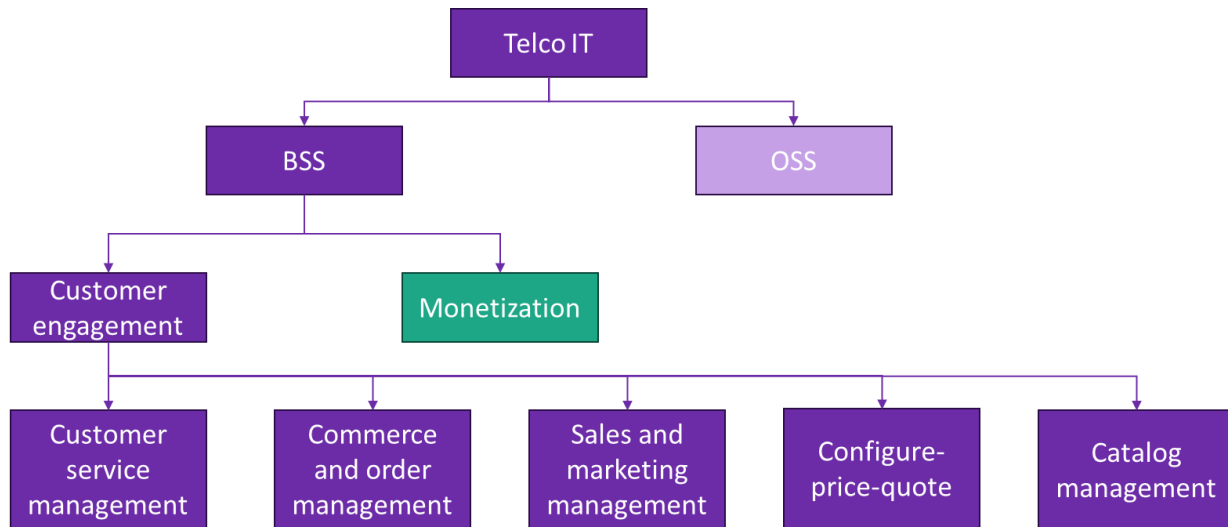 Telco IT
BSS
OSS
Customer
engagement
Monetization
Customer
service
management
Commerce
and order
management
Sales and
marketing
management
Configure-
price-quote
Catalog
management